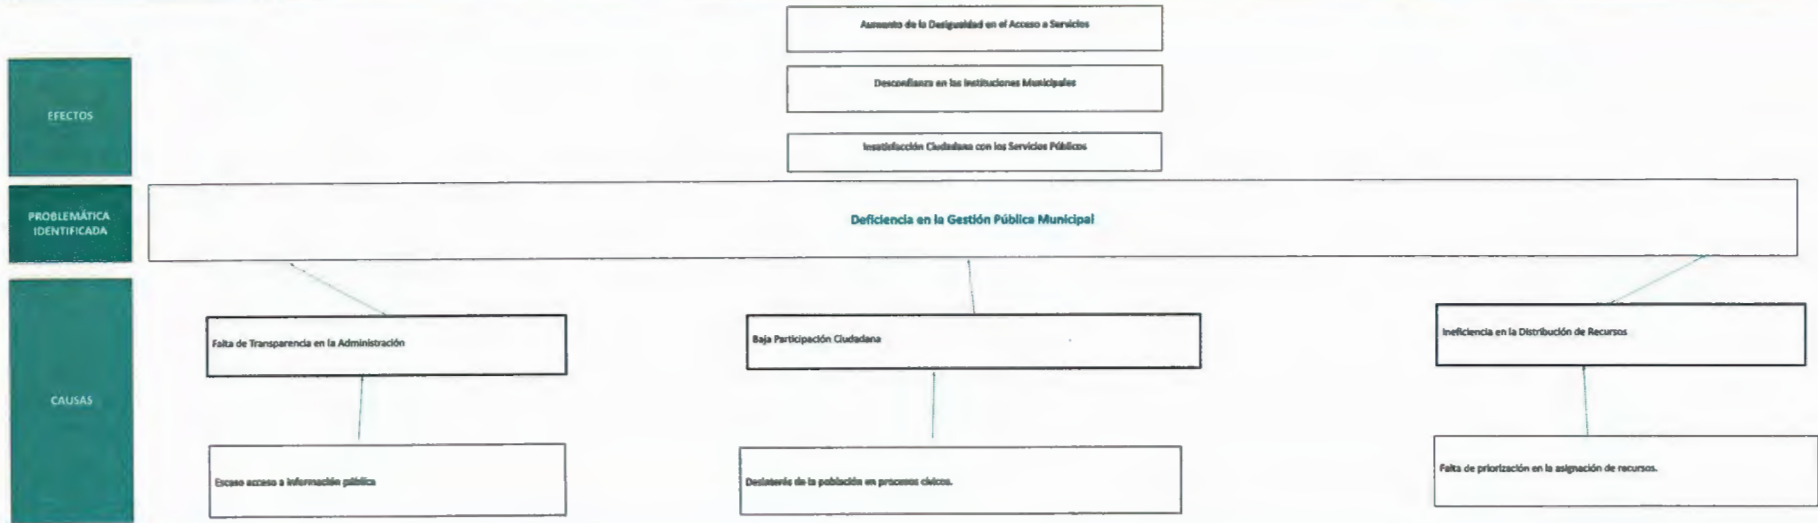 Aumento de la Desigualdad en el Acceso a Servicios
Desconfianza en las Instituciones Municipales
EFECTOS
Insatisfacción Ciudadana con los Servicios Públicos
PROBLEMÁTICA
IDENTIFICADA
Deficiencia en la Gestión Pública Municipal
Falta de Transparencia en la Administración
Baja Participación Ciudadana
Ineficiencia en la Distribución de Recursos
CAUSAS
Escaso acceso a información pública
Desinterés de la población en procesos cívicos.
Falta de priorización en la asignación de recursos.